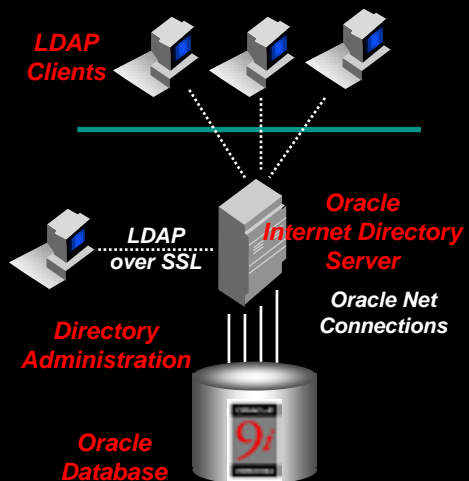 LDAP
Clients
Oracle
Internet Directory
Server
LDAP
over SSL
Oracle Net
Connections
Directory
Administration
9i
Oracle
Database